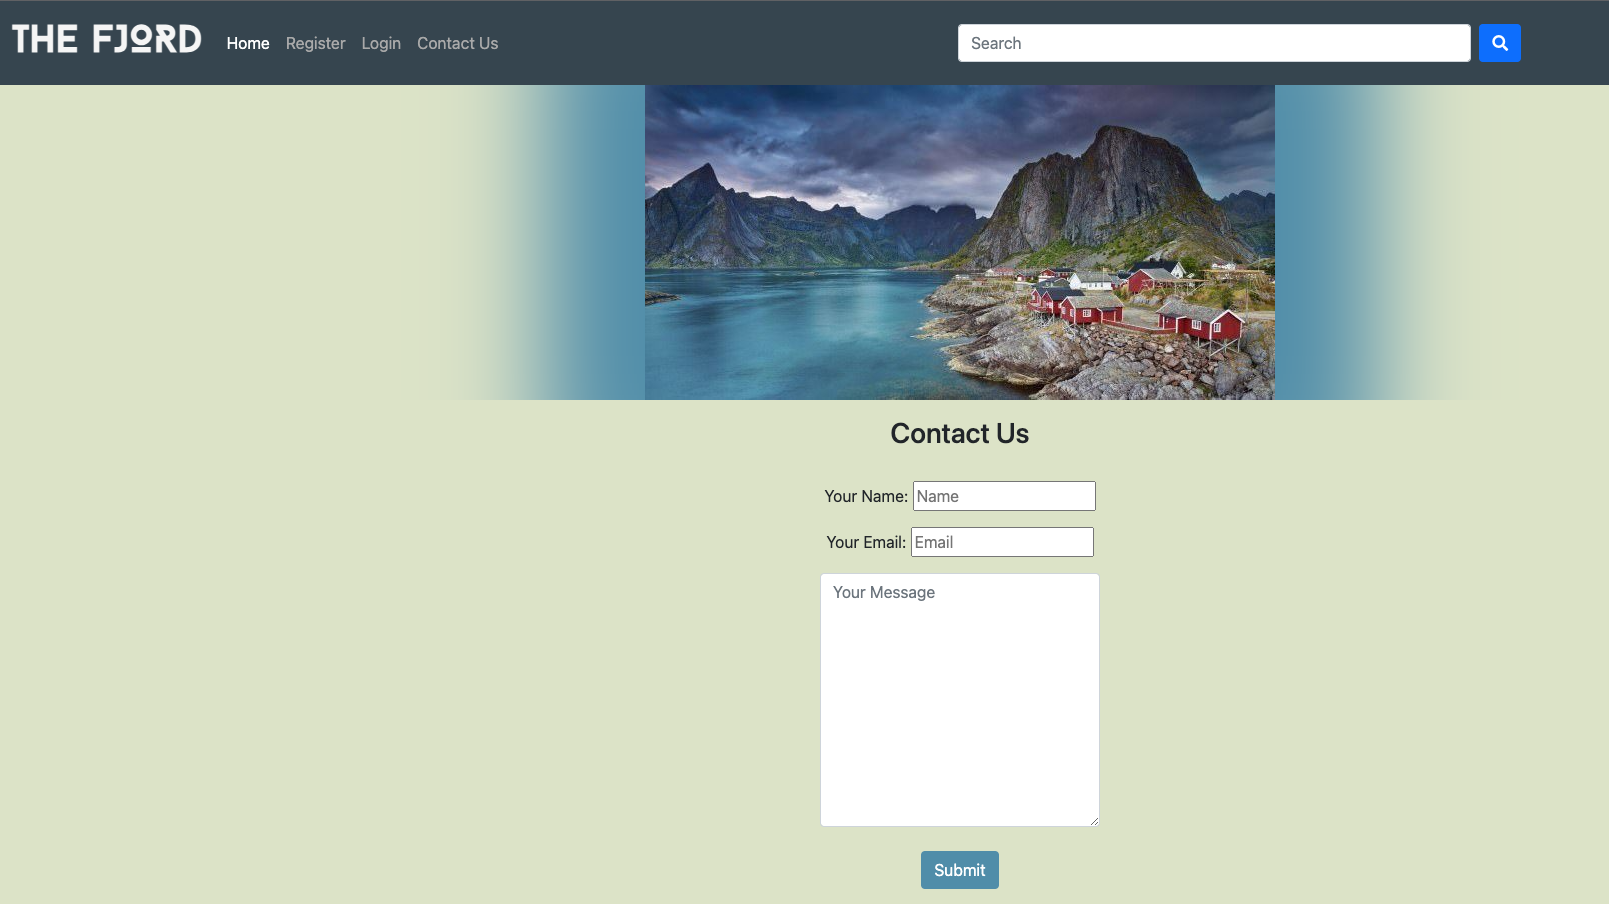 THE FJORD Home Register Login Contact Us Search
Contact Us
Your Name: Name
Your Email: Email
Your Message
Submit